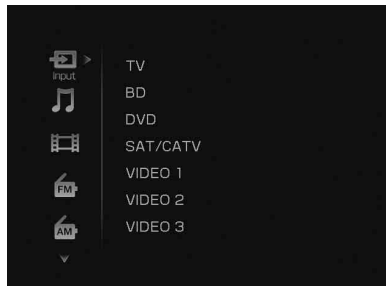 input
TV
BD
DVD
SAT/CATV
VIDEO 1
VIDEO 2
VIDEO 3
FM
AM